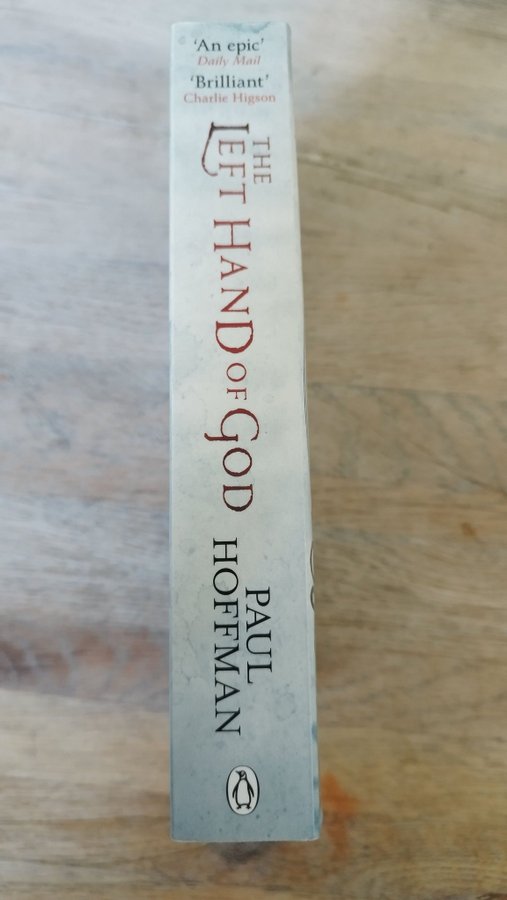 'An epic'
Daily Mail
'Brilliant'
Charlie Higson
THE
LEFT HAND OF GOD
PAUL
HOFFMAN